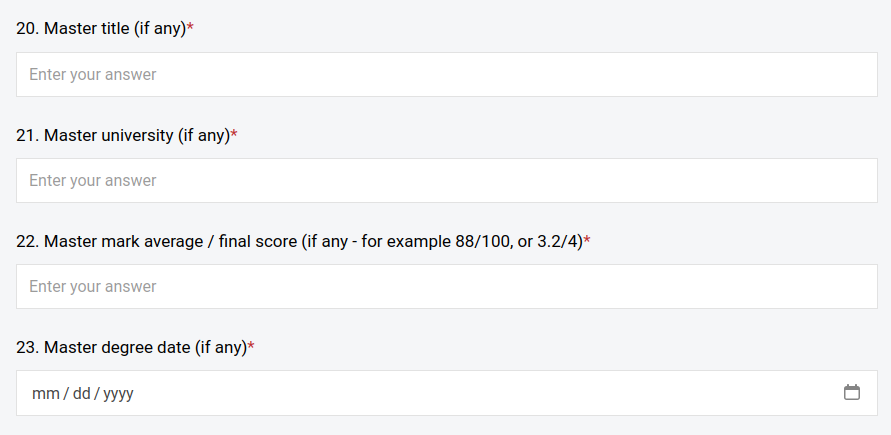 20. Master title (if any)*
Enter your answer
21. Master university (if any)*
Enter your answer
22. Master mark average / final score (if any - for example 88/100, or 3.2/4)*
Enter your answer
23. Master degree date (if any)*
mm / dd / yyyy